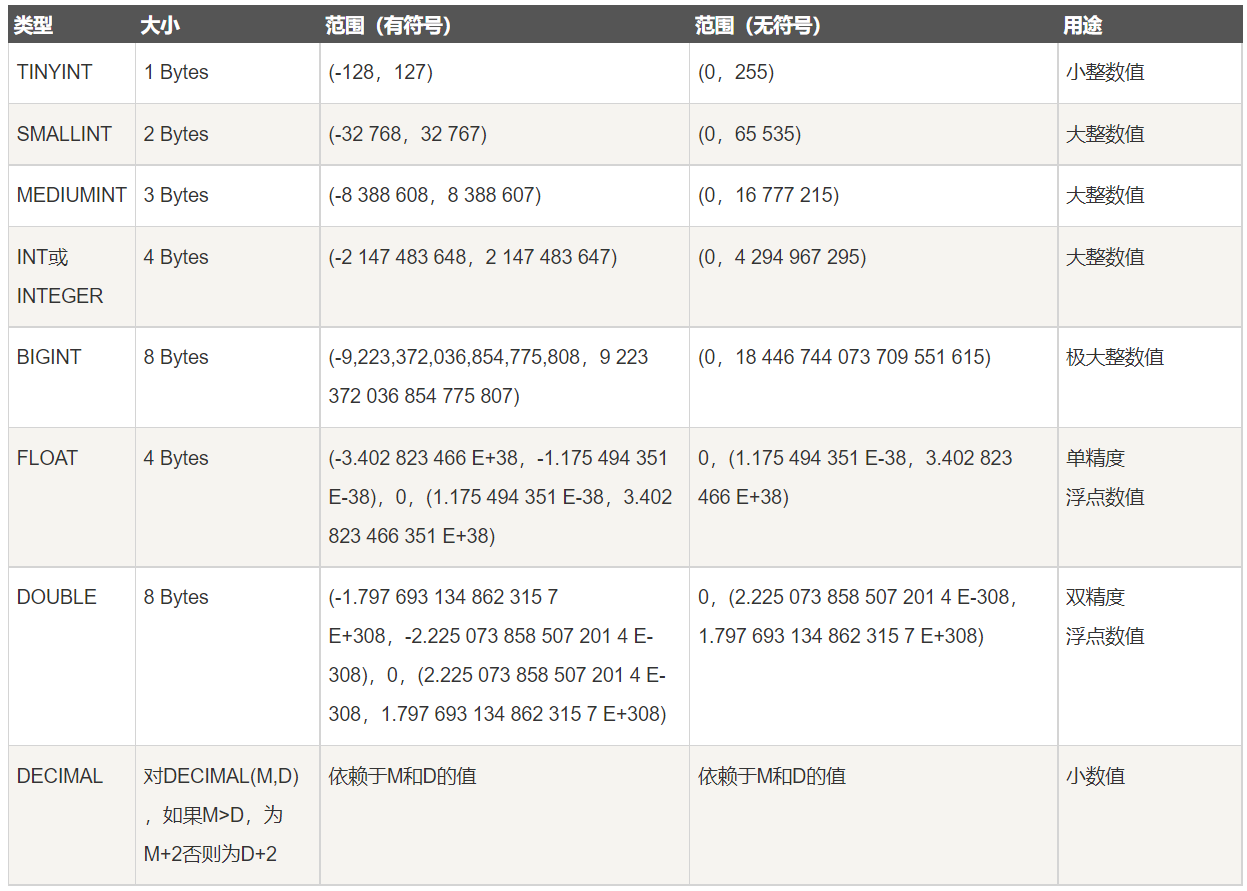 类型 大小 范围（有符号） 范围（无符号） 用途
TINYINT 1 Bytes (-128，127) (0，255) 小整数值
SMALLINT 2 Bytes (-32 768，32 767) (0，65 535) 大整数值
MEDIUMINT 3 Bytes (-8 388 608，8 388 607) (0，16 777 215) 大整数值
INT或 4 Bytes (-2 147 483 648，2 147 483 647) (0，4 294 967 295) 大整数值
INTEGER
BIGINT 8 Bytes (-9,223,372,036,854,775,808，9 223 (0，18 446 744 073 709 551 615) 极大整数值
372 036 854 775 807)
FLOAT 4 Bytes (-3.402 823 466 E+38，-1.175 494 351 0，(1.175 494 351 E-38，3.402 823 单精度
E-38)，0，(1.175 494 351 E-38，3.402 466 E+38) 浮点数值
823 466 351 E+38)
DOUBLE 8 Bytes (-1.797 693 134 862 315 7 0，(2.225 073 858 507 201 4 E-308， 双精度
E+308，-2.225 073 858 507 201 4 E- 1.797 693 134 862 315 7 E+308) 浮点数值
308)，0，(2.225 073 858 507 201 4 E-
308，1.797 693 134 862 315 7 E+308)
DECIMAL 对DECIMAL(M,D) 依赖于M和D的值 依赖于M和D的值 小数值
，如果M>D，为
M+2否则为D+2